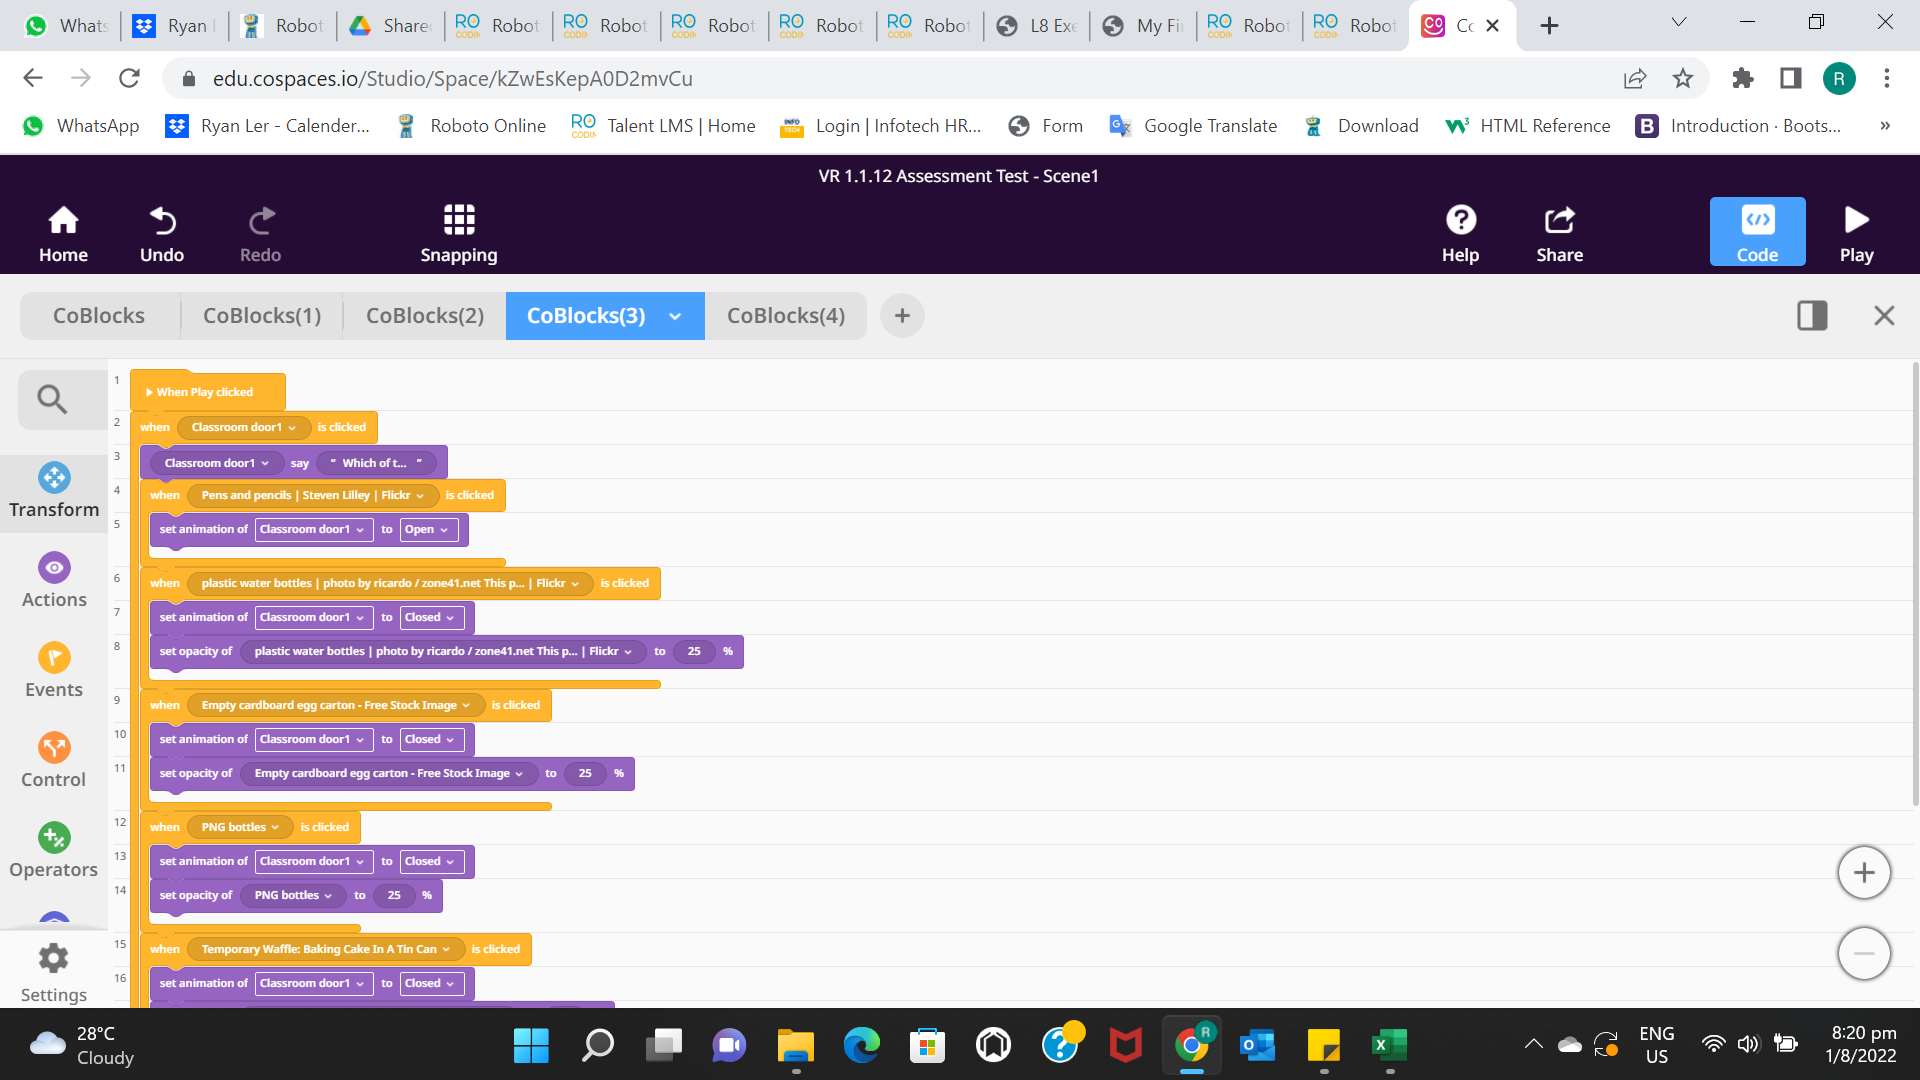 Whats
Ryan
Robot
Share
Robot
Robot
Robot
Robot
Robot
L8 Exe
My Fi
Robot
Robot
Co
edu.cospaces.io/Studio/Space/kZwEsKepA0D2mvCu
R
WhatsApp
Ryan Ler - Calender...
Roboto Online
Talent LMS | Home
Login | Infotech HR...
Form
Google Translate
Download
HTML Reference
Introduction · Boots...
»
VR 1.1.12 Assessment Test - Scene1
Home
Undo
Redo
Snapping
Help
Share
Code
Play
CoBlocks
CoBlocks(1)
CoBlocks(2)
CoBlocks(3)
CoBlocks(4)
Transform
Actions
Events
Control
Operators
Settings
1 When Play clicked
2 when Classroom door1 is clicked
3 Classroom door1 say “ Which of t... ”
4 when Pens and pencils | Steven Lilley | Flickr is clicked
5 set animation of Classroom door1 to Open
6 when plastic water bottles | photo by ricardo / zone41.net This p... | Flickr is clicked
7 set animation of Classroom door1 to Closed
8 set opacity of plastic water bottles | photo by ricardo / zone41.net This p... | Flickr to 25 %
9 when Empty cardboard egg carton - Free Stock Image is clicked
10 set animation of Classroom door1 to Closed
11 set opacity of Empty cardboard egg carton - Free Stock Image to 25 %
12 when PNG bottles is clicked
13 set animation of Classroom door1 to Closed
14 set opacity of PNG bottles to 25 %
15 when Temporary Waffle: Baking Cake In A Tin Can is clicked
16 set animation of Classroom door1 to Closed
28°C
Cloudy
ENG
US
8:20 pm
1/8/2022